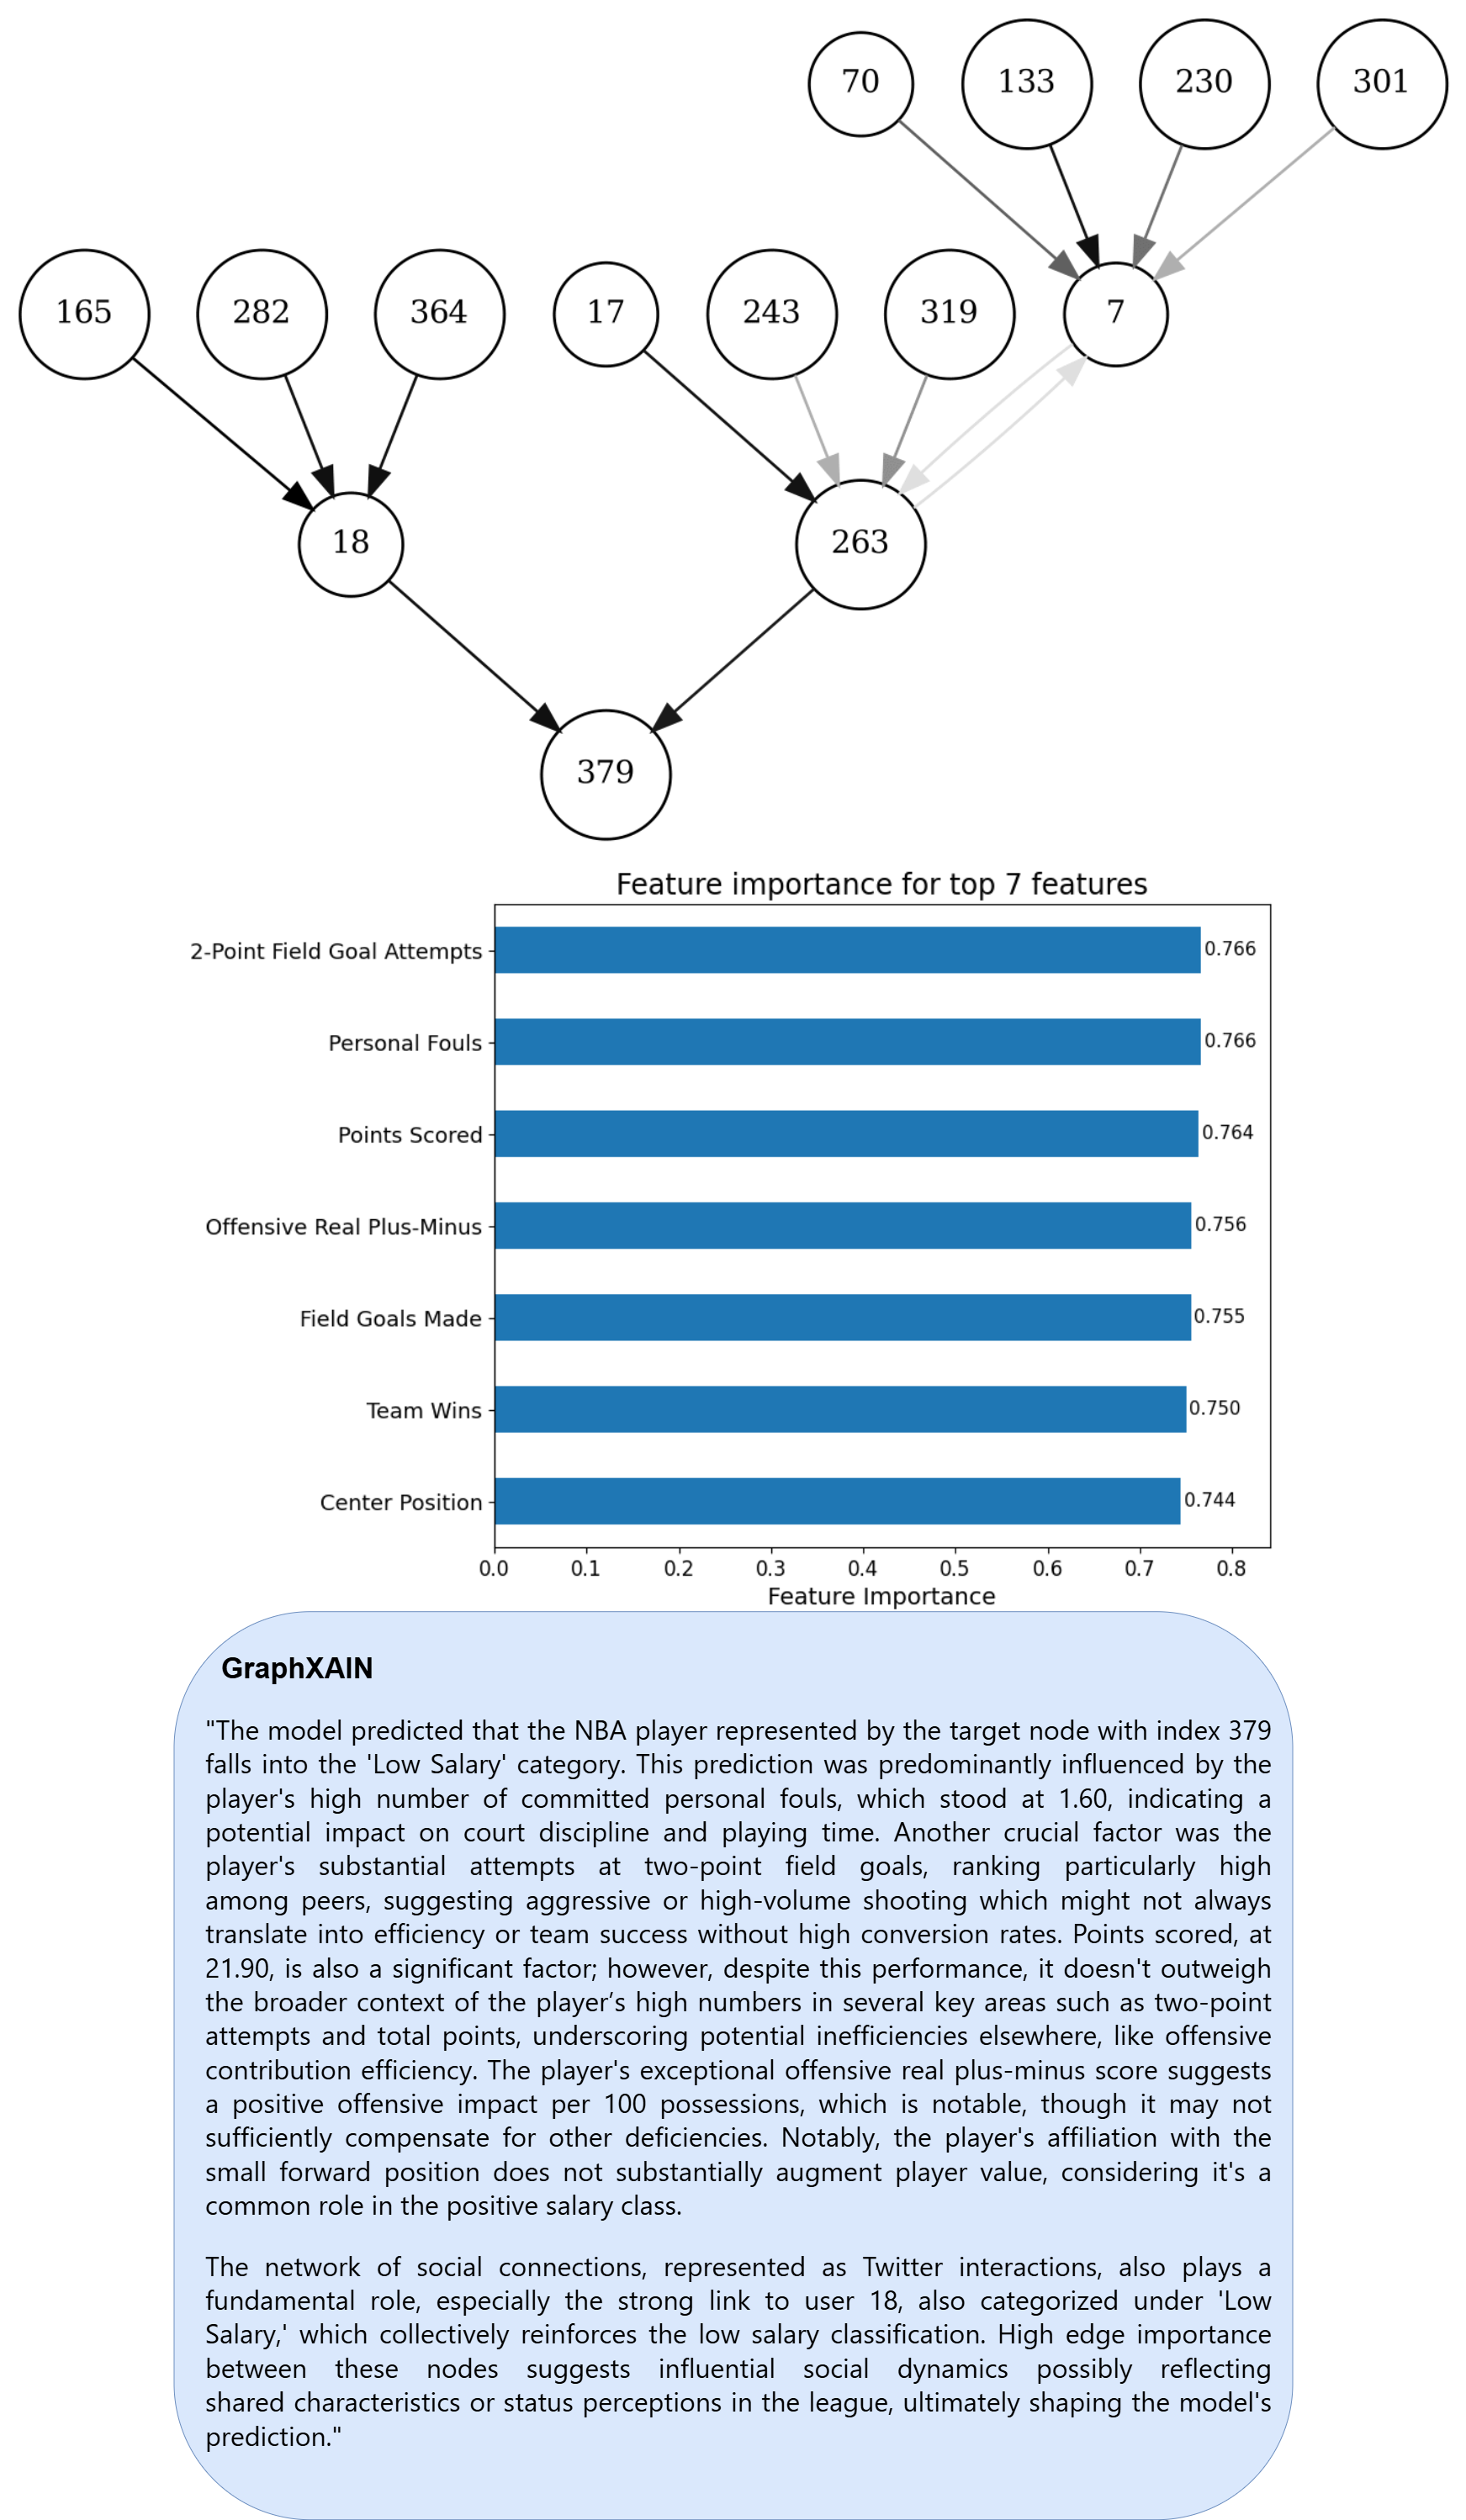 70 133 230 301
165 282 364 17 243 319 7
18 263
379
Feature importance for top 7 features
2-Point Field Goal Attempts 0.766
Personal Fouls 0.766
Points Scored 0.764
Offensive Real Plus-Minus 0.756
Field Goals Made 0.755
Team Wins 0.750
Center Position 0.744
0.0 0.1 0.2 0.3 0.4 0.5 0.6 0.7 0.8
Feature Importance
GraphXAIN
"The model predicted that the NBA player represented by the target node with index 379
falls into the 'Low Salary' category. This prediction was predominantly influenced by the
player's high number of committed personal fouls, which stood at 1.60, indicating a
potential impact on court discipline and playing time. Another crucial factor was the
player's substantial attempts at two-point field goals, ranking particularly high
among peers, suggesting aggressive or high-volume shooting which might not always
translate into efficiency or team success without high conversion rates. Points scored, at
21.90, is also a significant factor; however, despite this performance, it doesn't outweigh
the broader context of the player’s high numbers in several key areas such as two-point
attempts and total points, underscoring potential inefficiencies elsewhere, like offensive
contribution efficiency. The player's exceptional offensive real plus-minus score suggests
a positive offensive impact per 100 possessions, which is notable, though it may not
sufficiently compensate for other deficiencies. Notably, the player's affiliation with the
small forward position does not substantially augment player value, considering it's a
common role in the positive salary class.
The network of social connections, represented as Twitter interactions, also plays a
fundamental role, especially the strong link to user 18, also categorized under 'Low
Salary,' which collectively reinforces the low salary classification. High edge importance
between these nodes suggests influential social dynamics possibly reflecting
shared characteristics or status perceptions in the league, ultimately shaping the model's
prediction."